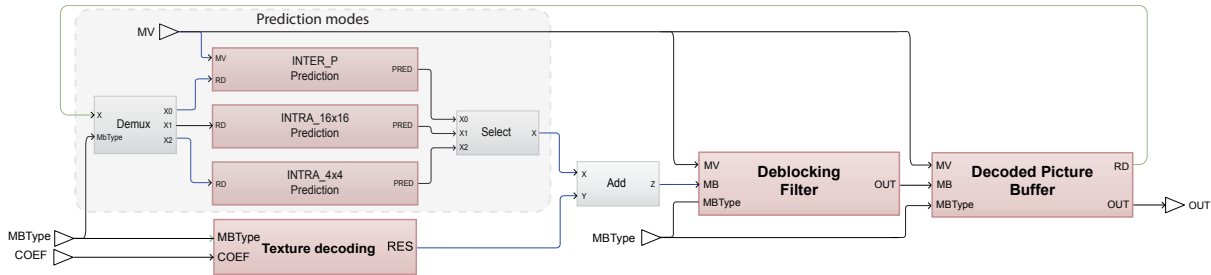 Prediction modes
MV
MV
INTER_P
Prediction
PRED
RD
X
Demux
X0
X1
X2
MbType
RD
INTRA_16x16
Prediction
PRED
RD
INTRA_4x4
Prediction
PRED
X0
X1
X2
Select
X
X
Y
Add
Z
MV
MB
MBType
Deblocking
Filter
OUT
MV
MB
MBType
Decoded Picture
Buffer
RD
OUT
OUT
MBType
COEF
MBType
COEF
Texture decoding
RES
MBType